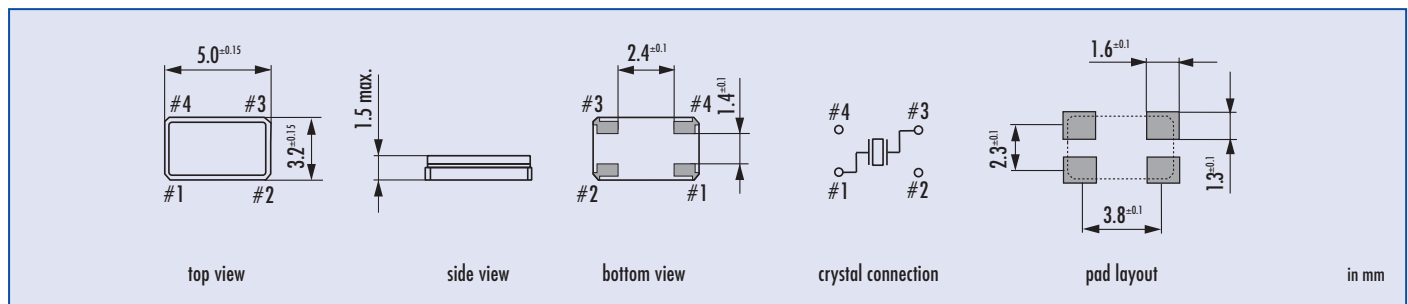 5.0±0.15
#4 #3
3.2±0.15
#1 #2
top view
1.5 max.
side view
2.4±0.1
#3 #4
1.4±0.1
#2 #1
bottom view
#4 #3
#1 #2
crystal connection
1.6±0.1
2.3±0.1
1.3±0.1
3.8±0.1
pad layout
in mm